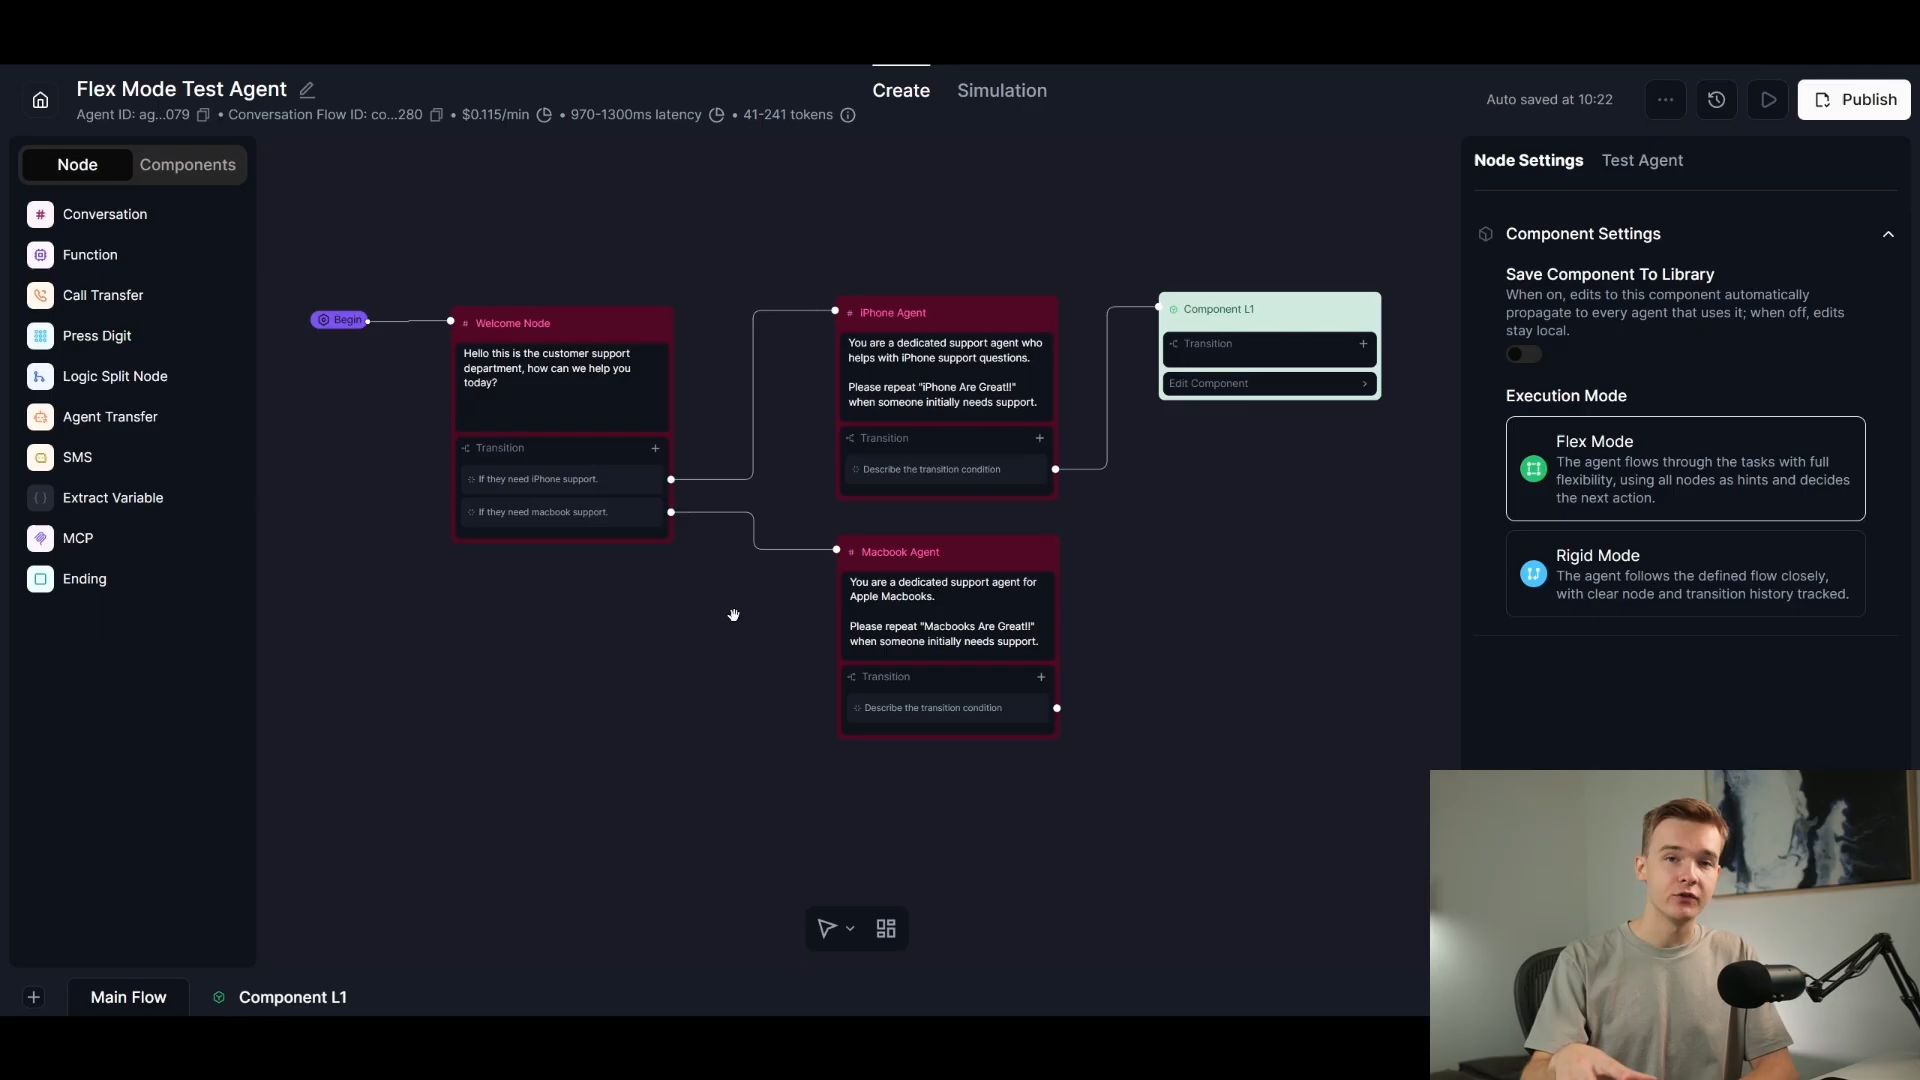 Flex Mode Test Agent
Agent ID: ag...079 • Conversation Flow ID: co...280 • $0.115/min • 970-1300ms latency • 41-241 tokens
Create
Simulation
Auto saved at 10:22
Publish
Node
Components
Conversation
Function
Call Transfer
Press Digit
Logic Split Node
Agent Transfer
SMS
Extract Variable
MCP
Ending
Begin
# Welcome Node
Hello this is the customer support
department, how can we help you
today?
Transition
If they need iPhone support.
If they need macbook support.
# iPhone Agent
You are a dedicated support agent who
helps with iPhone support questions.
Please repeat "iPhone Are Great!!"
when someone initially needs support.
Transition
Describe the transition condition
# Macbook Agent
You are a dedicated support agent for
Apple Macbooks.
Please repeat "Macbooks Are Great!!"
when someone initially needs support.
Transition
Describe the transition condition
Component L1
Transition
Edit Component
Node Settings
Test Agent
Component Settings
Save Component To Library
When on, edits to this component automatically
propagate to every agent that uses it; when off, edits
stay local.
Execution Mode
Flex Mode
The agent flows through the tasks with full
flexibility, using all nodes as hints and decides
the next action.
Rigid Mode
The agent follows the defined flow closely,
with clear node and transition history tracked.
Main Flow
Component L1